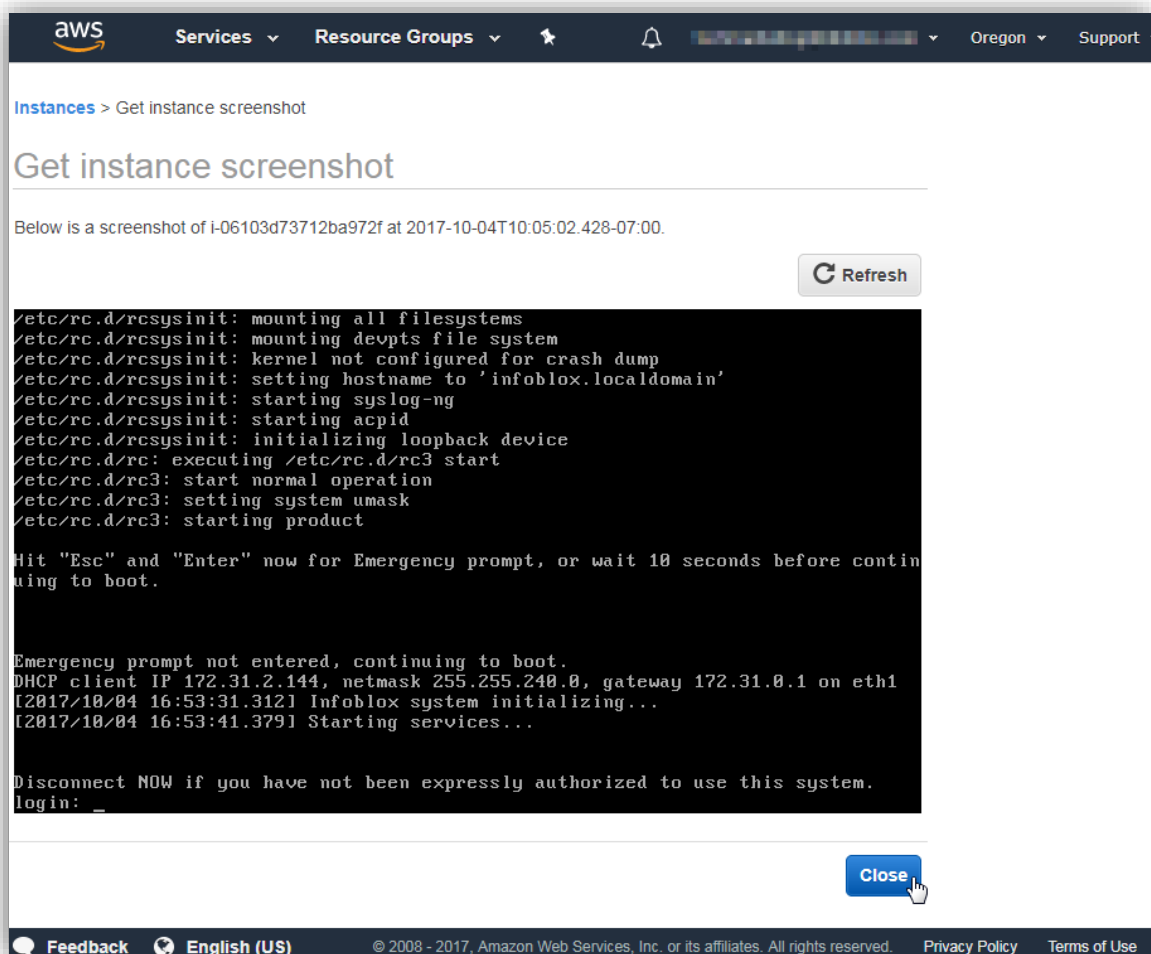 aws Services Resource Groups Oregon Support
Instances > Get instance screenshot
Get instance screenshot
Below is a screenshot of i-06103d73712ba972f at 2017-10-04T10:05:02.428-07:00.
Refresh
/etc/rc.d/rcsysinit: mounting all filesystems
/etc/rc.d/rcsysinit: mounting devpts file system
/etc/rc.d/rcsysinit: kernel not configured for crash dump
/etc/rc.d/rcsysinit: setting hostname to 'infoblox.localdomain'
/etc/rc.d/rcsysinit: starting syslog-ng
/etc/rc.d/rcsysinit: starting acpid
/etc/rc.d/rcsysinit: initializing loopback device
/etc/rc.d/rc: executing /etc/rc.d/rc3 start
/etc/rc.d/rc3: start normal operation
/etc/rc.d/rc3: setting system umask
/etc/rc.d/rc3: starting product
Hit "Esc" and "Enter" now for Emergency prompt, or wait 10 seconds before contin
uing to boot.
Emergency prompt not entered, continuing to boot.
DHCP client IP 172.31.2.144, netmask 255.255.240.0, gateway 172.31.0.1 on eth1
[2017/10/04 16:53:31.312] Infoblox system initializing...
[2017/10/04 16:53:41.379] Starting services...
Disconnect NOW if you have not been expressly authorized to use this system.
login: _
Close
Feedback English (US) © 2008 - 2017, Amazon Web Services, Inc. or its affiliates. All rights reserved. Privacy Policy Terms of Use